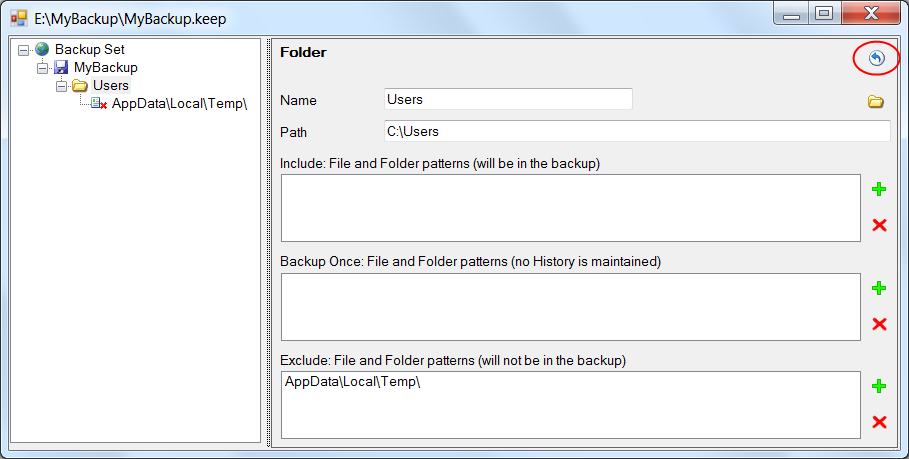 E:\MyBackup\MyBackup.keep
Backup Set
MyBackup
Users
AppData\Local\Temp\
Folder
Name
Users
Path
C:\Users
Include: File and Folder patterns (will be in the backup)
Backup Once: File and Folder patterns (no History is maintained)
Exclude: File and Folder patterns (will not be in the backup)
AppData\Local\Temp\